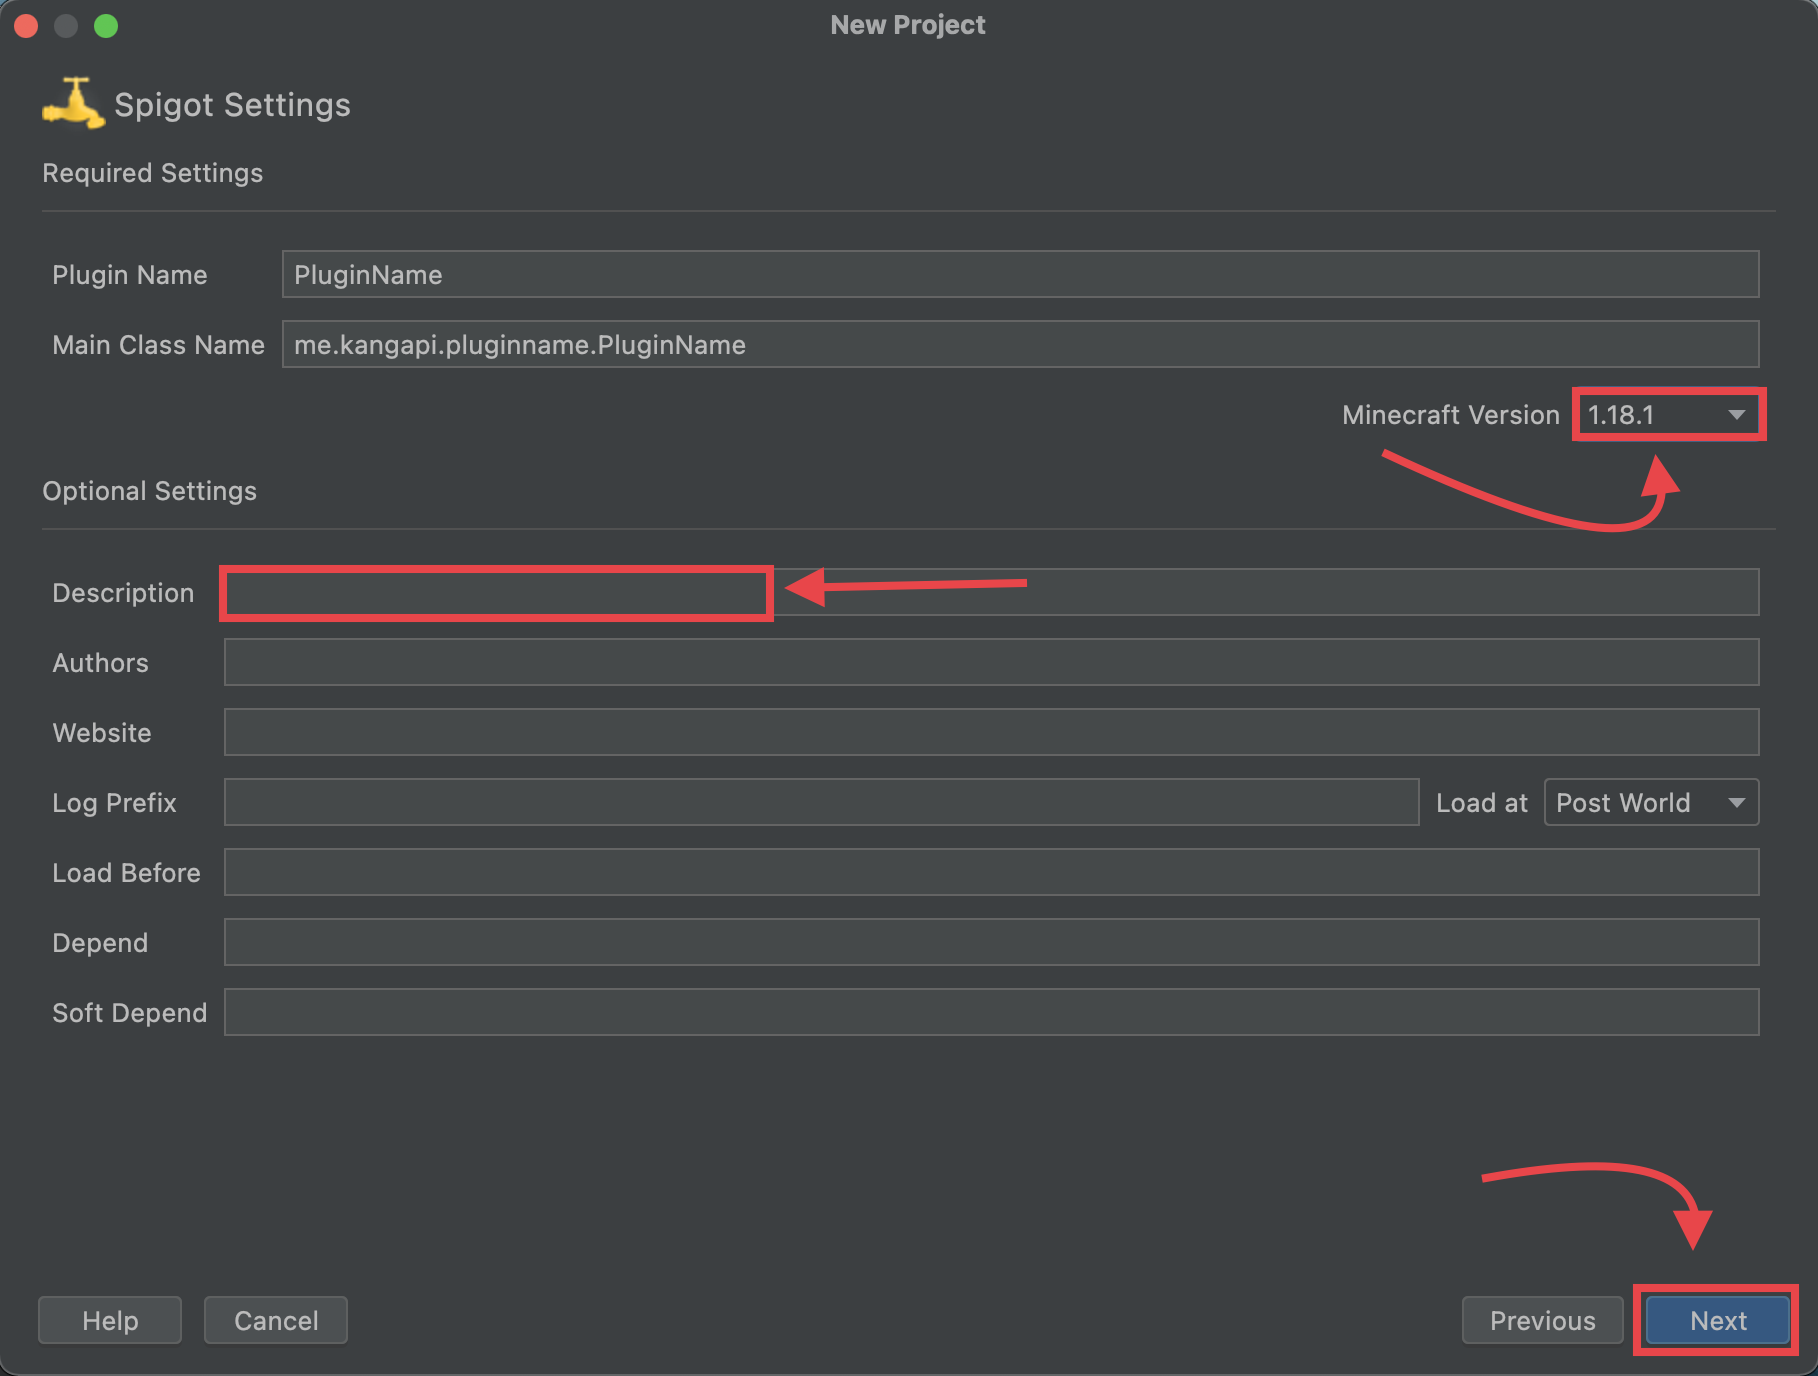 New Project
Spigot Settings
Required Settings
Plugin Name PluginName
Main Class Name me.kangapi.pluginname.PluginName
Minecraft Version 1.18.1
Optional Settings
Description
Authors
Website
Log Prefix Load at Post World
Load Before
Depend
Soft Depend
Help Cancel Previous Next